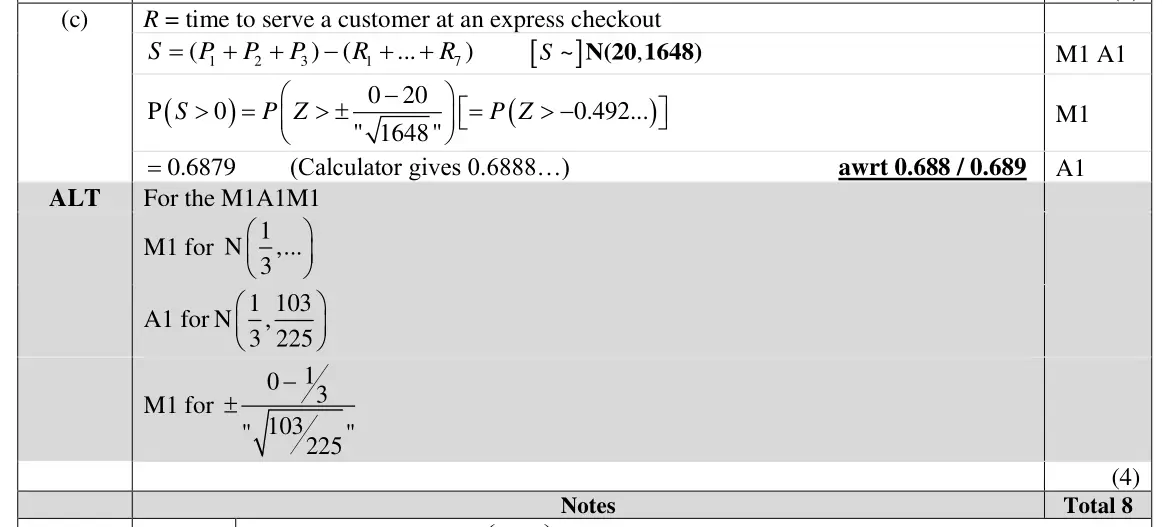 (c) R = time to serve a customer at an express checkout
S = (P₁ + P₂ + P₃) − (R₁ + ... + R₇) [S ~] N(20,1648) M1 A1
P(S > 0) = P(Z > ± (0 − 20)/("√1648")) [= P(Z > −0.492...)] M1
= 0.6879 (Calculator gives 0.6888…) awrt 0.688 / 0.689 A1
ALT For the M1A1M1
M1 for N(1/3,...)
A1 for N(1/3, 103/225)
M1 for ± (0 – 1/3)/("√(103/225)")
(4)
Notes Total 8